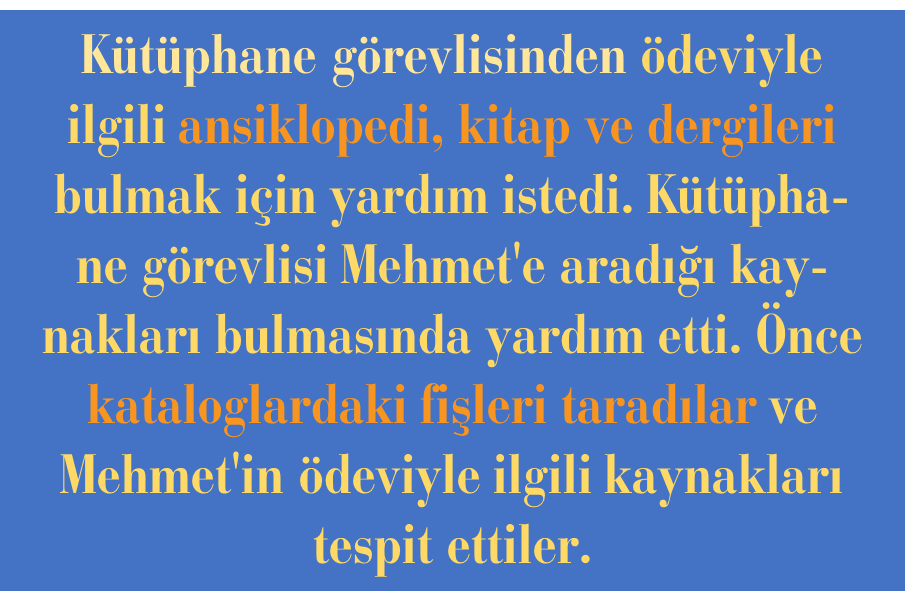 Kütüphane görevlisinden ödeviyle
ilgili ansiklopedi, kitap ve dergileri
bulmak için yardım istedi. Kütüpha-
ne görevlisi Mehmet'e aradığı kay-
nakları bulmasında yardım etti. Önce
kataloglardaki fişleri taradılar ve
Mehmet'in ödeviyle ilgili kaynakları
tespit ettiler.